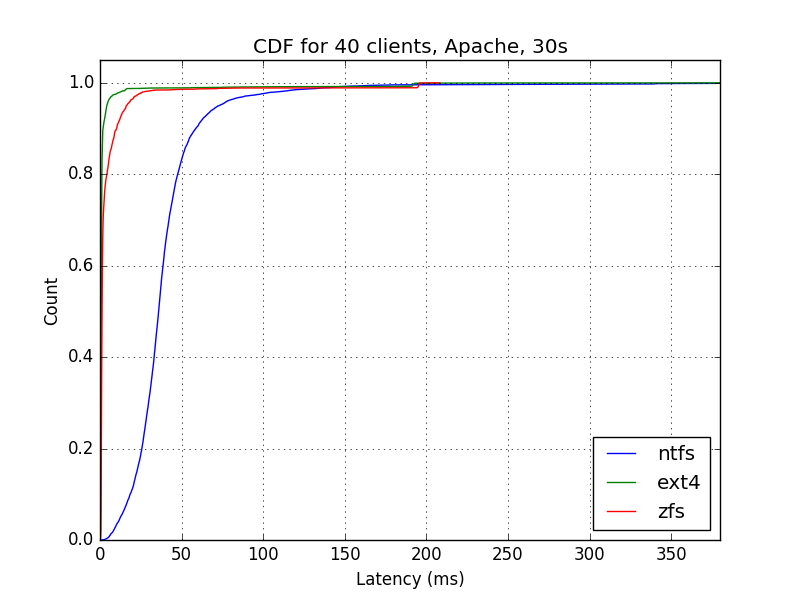 CDF for 40 clients, Apache, 30s
1.0
0.8
0.6
0.4
0.2
0.0
Count
0 50 100 150 200 250 300 350
Latency (ms)
ntfs
ext4
zfs